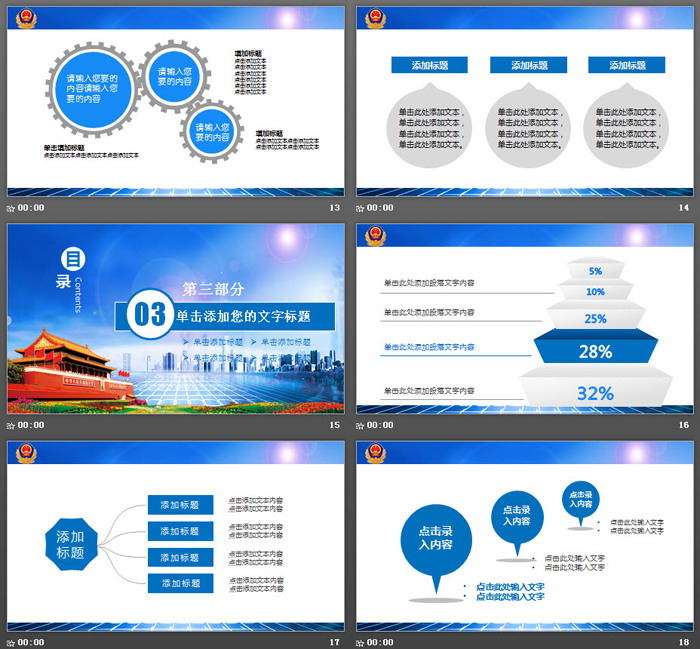 请输入您要的
内容请输入您
要的内容
请输入您
要的内容
请输入您
要的内容
填加标题
点击添加文本
点击添加文本
点击添加文本
点击添加文本
点击添加文本
点击添加文本
单击填加标题
点击添加文本点击添加文本点击添加文本
填加标题
点击添加文本点击添加文本
点击添加文本点击添加文本
00:00
13
添加标题
添加标题
添加标题
单击此处添加文本，
单击此处添加文本，
单击此处添加文本，
单击此处添加文本。
单击此处添加文本，
单击此处添加文本，
单击此处添加文本，
单击此处添加文本。
单击此处添加文本，
单击此处添加文本，
单击此处添加文本，
单击此处添加文本。
00:00
14
目
录
Contents
第三部分
03
单击添加您的文字标题
单击添加标题
单击添加标题
单击添加标题
单击添加标题
00:00
15
5%
单击此处添加段落文字内容
10%
单击此处添加段落文字内容
25%
单击此处添加段落文字内容
28%
单击此处添加段落文字内容
32%
00:00
16
添加
标题
添加标题
点击添加文本内容
点击添加文本内容
添加标题
点击添加文本内容
点击添加文本内容
添加标题
点击添加文本内容
点击添加文本内容
添加标题
点击添加文本内容
点击添加文本内容
00:00
17
点击录
入内容
点击录
入内容
点击录
入内容
点击此处输入文字
点击此处输入文字
点击此处输入文字
点击此处输入文字
点击此处输入文字
点击此处输入文字
00:00
18